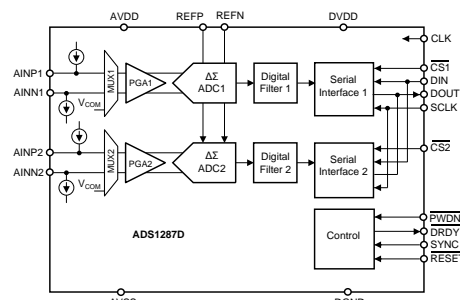 AVDD REFP REFN DVDD
CLK
AINP1 MUX1 PGA1 ΔΣ ADC1 Digital Filter 1 Serial Interface 1 CS1
AINN1 DIN
VCOM DOUT
SCLK
AINP2 MUX2 PGA2 ΔΣ ADC2 Digital Filter 2 Serial Interface 2 CS2
AINN2
VCOM
ADS1287D Control PWDN
DRDY
SYNC
RESET